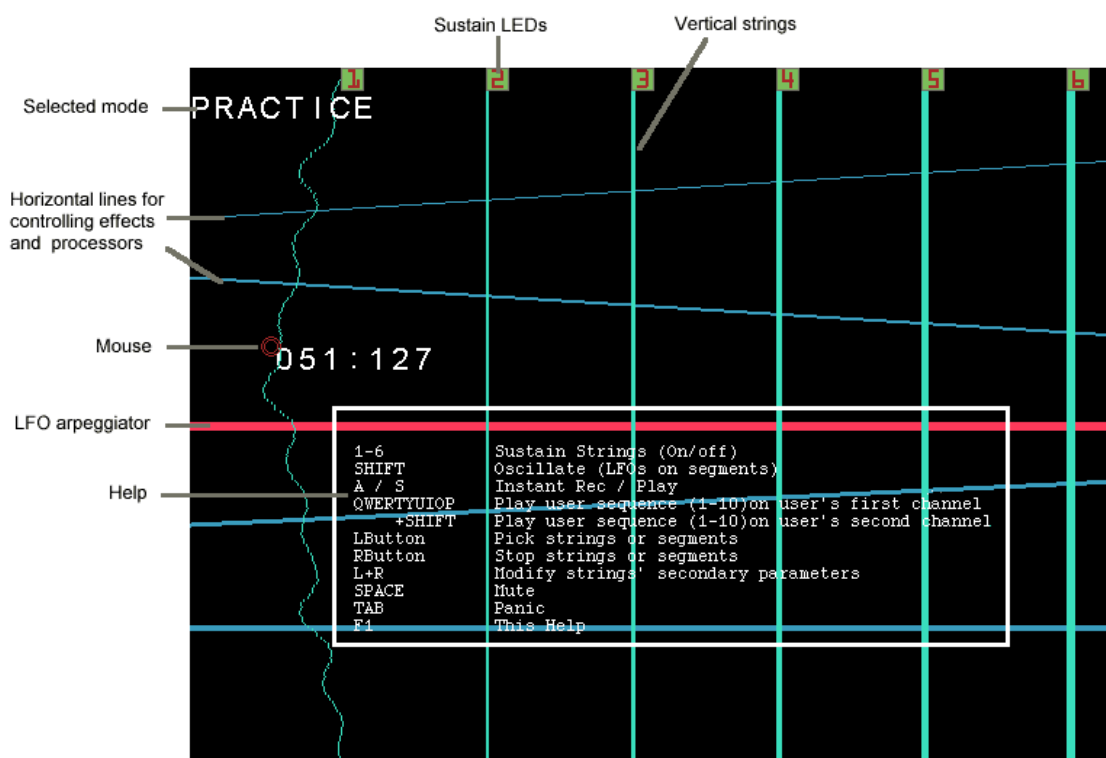 Sustain LEDs
Vertical strings
1 2 3 4 5 6
Selected mode
PRACTICE
Horizontal lines for
controlling effects
and processors
Mouse
051:127
LFO arpeggiator
Help
1-6 Sustain Strings (On/off)
SHIFT Oscillate (LFOs on segments)
A / S Instant Rec / Play
QWERTYUIOP Play user sequence (1-10)on user's first channel
+SHIFT Play user sequence (1-10)on user's second channel
LButton Pick strings or segments
RButton Stop strings or segments
L+R Modify strings' secondary parameters
SPACE Mute
TAB Panic
F1 This Help